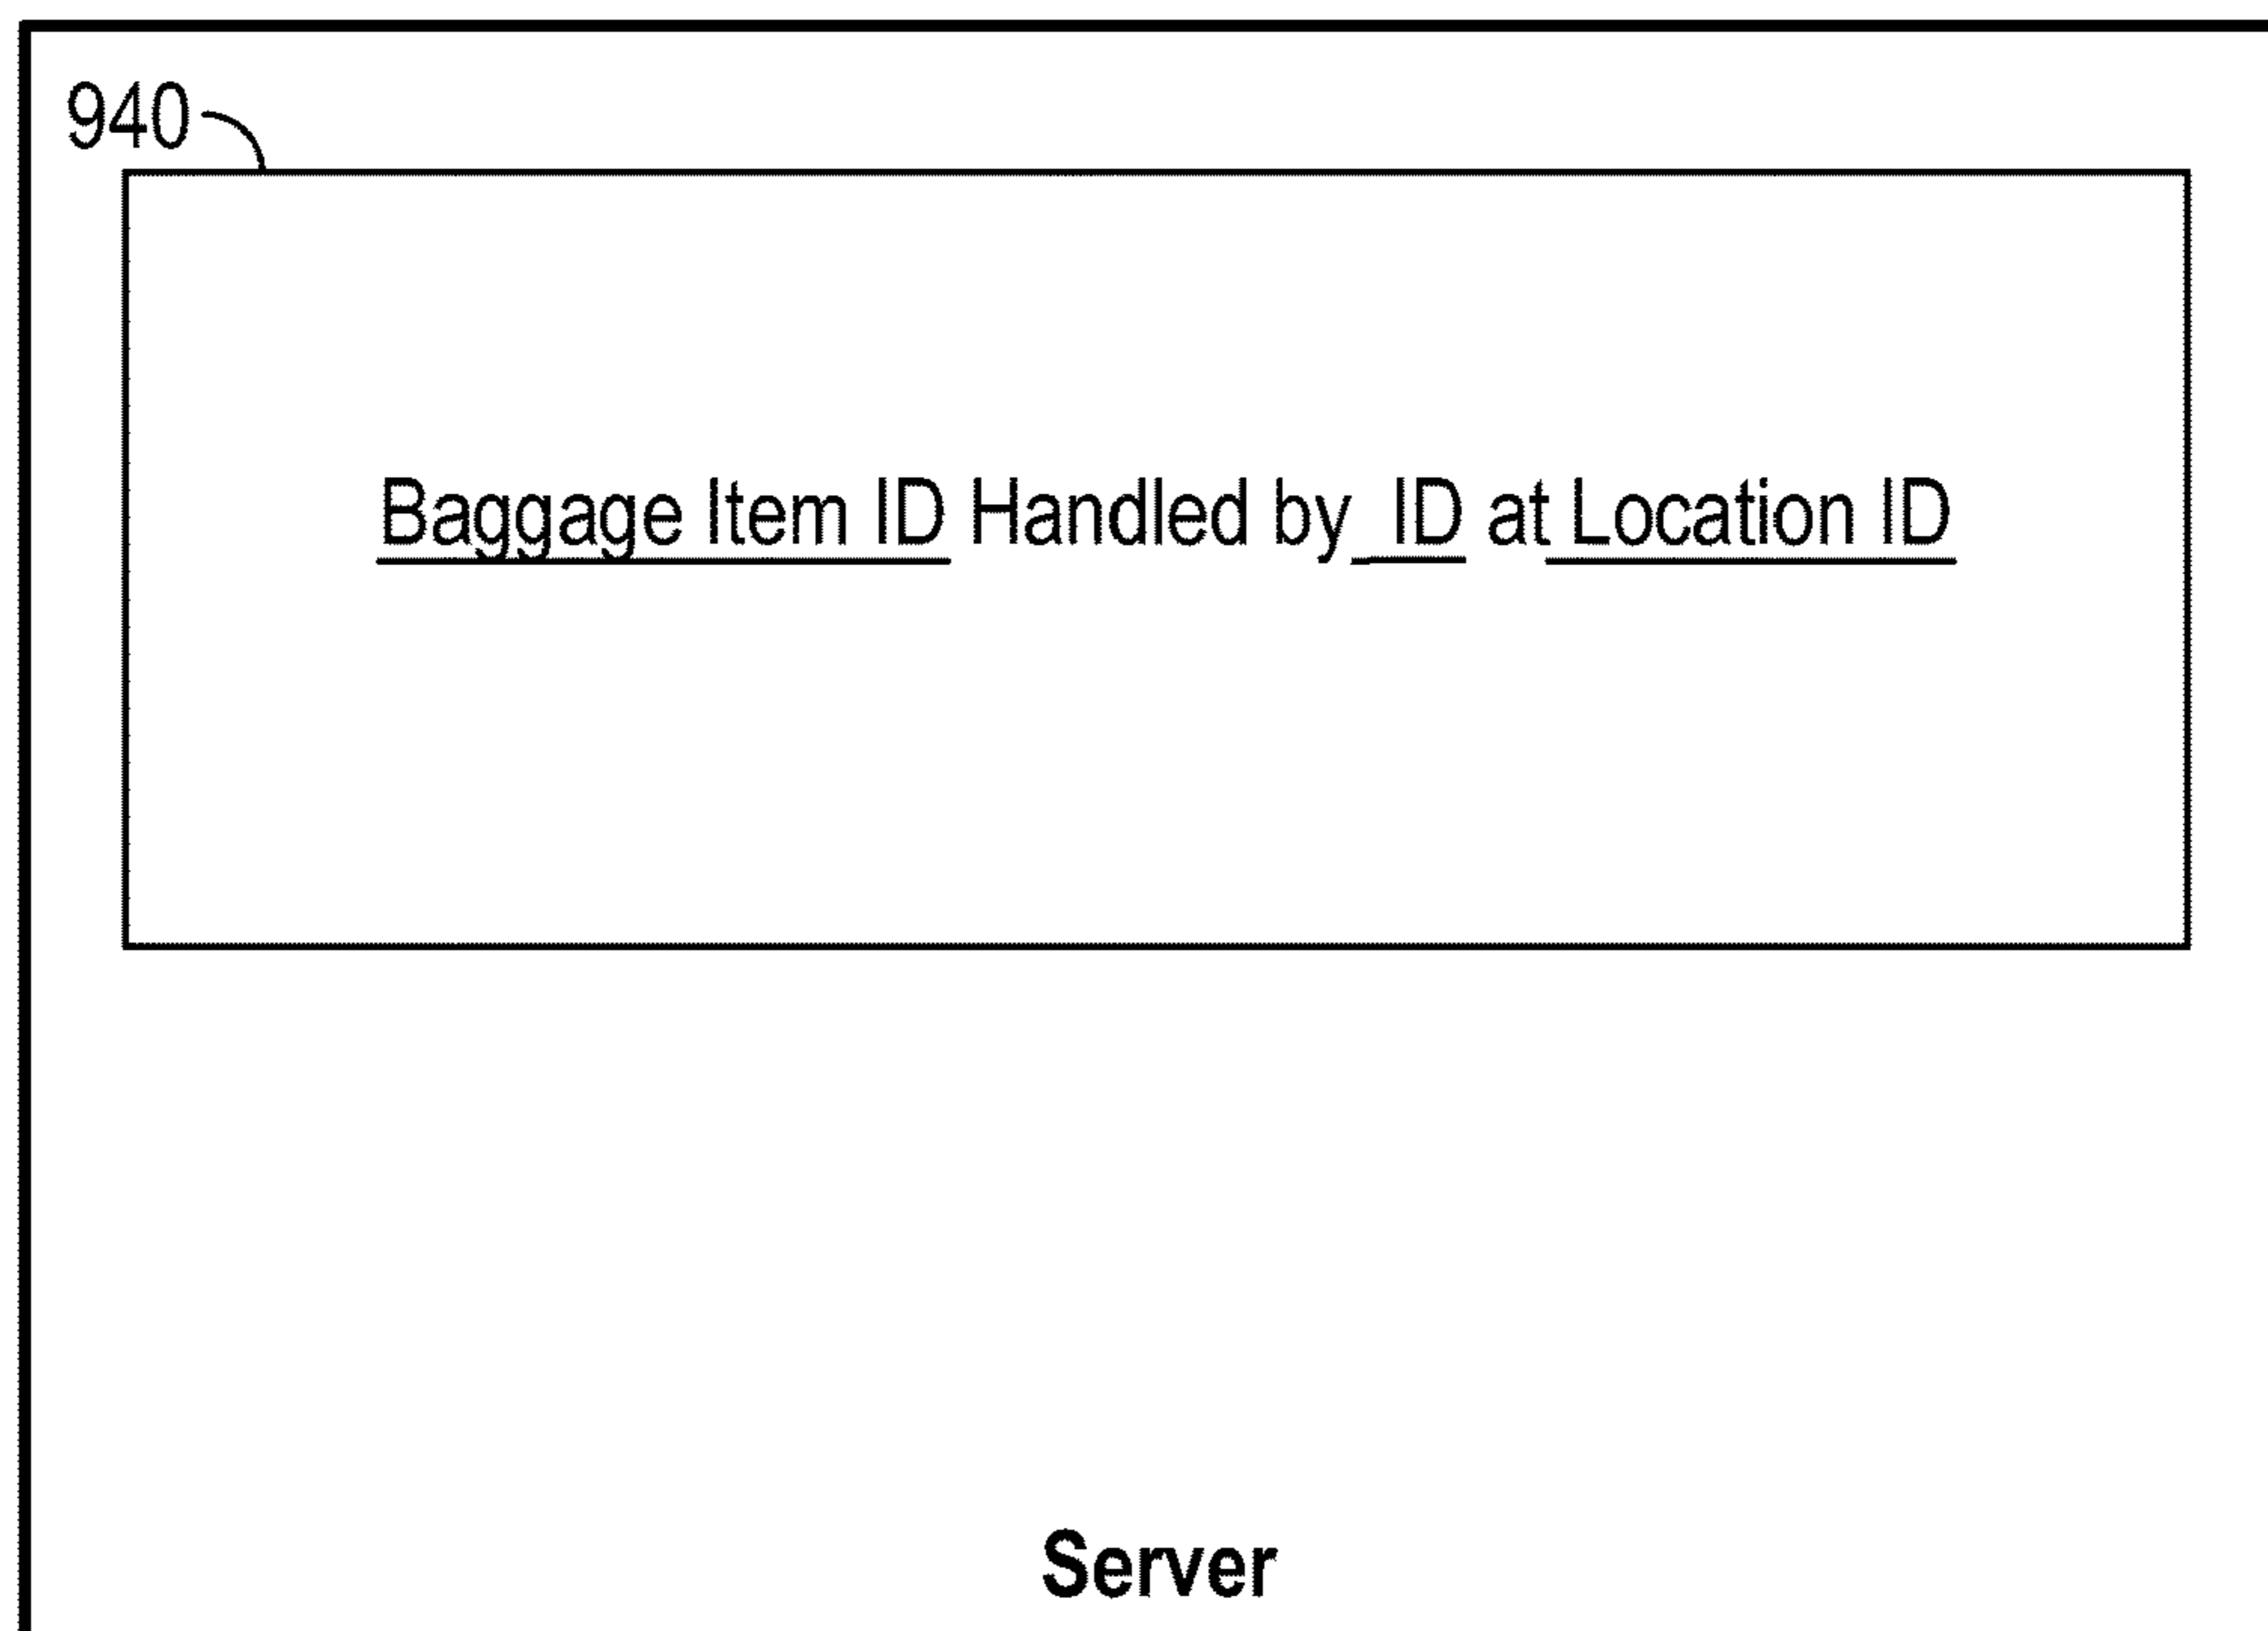 940
Baggage Item ID Handled by ID at Location ID
Server